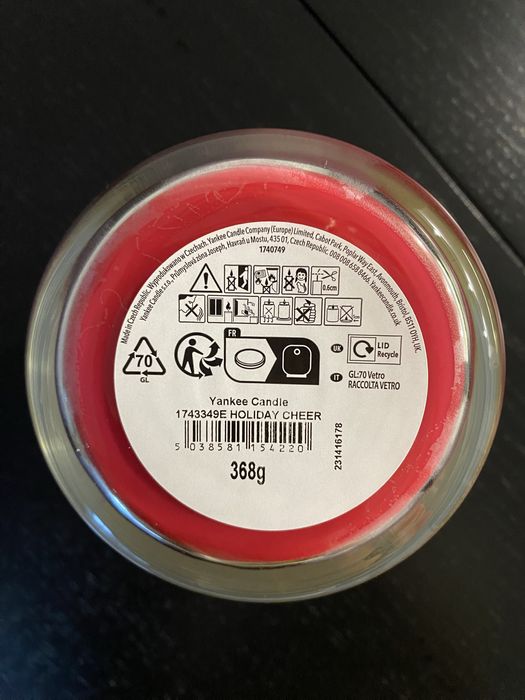 Made in Czech Republic. Wyprodukowano w Czechach. Yankee Candle Company (Europe) Limited, Cabot Park, Poplar Way East, Avonmouth, Bristol, BS11 0YH, UK.
Yankee Candle s.r.o., Průmyslová zóna Joseph, Havraň u Mostu, 435 01, Czech Republic. 008 008 658 8466. Yankeecandle.co.uk
1740749
0.6cm
FR
70
GL
UK
LID
Recycle
IT
GL:70 Vetro
RACCOLTA VETRO
Yankee Candle
1743349E HOLIDAY CHEER
5 038581 154220
368g
231416178